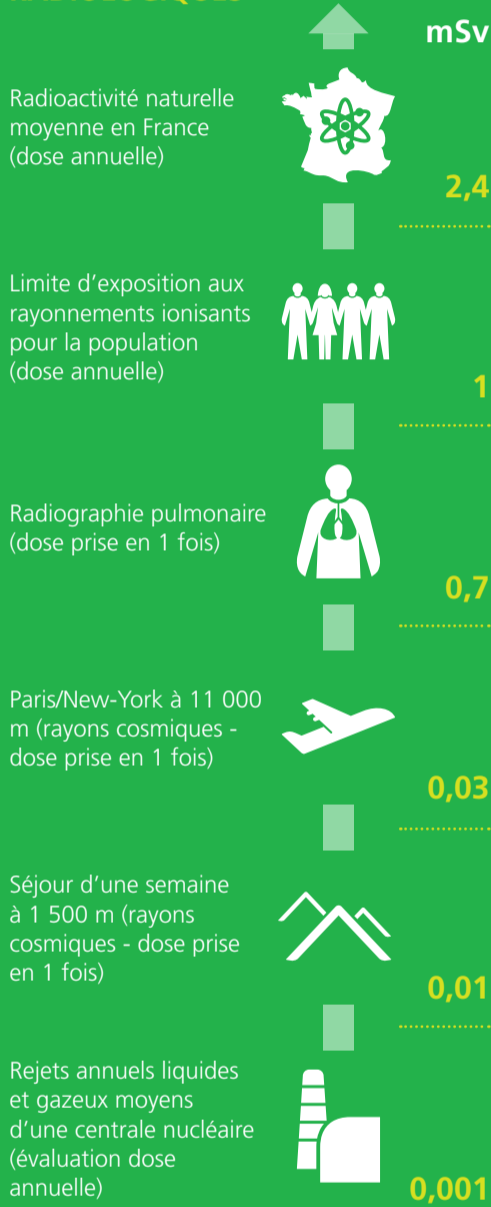 mSv
Radioactivité naturelle
moyenne en France
(dose annuelle)
2,4
Limite d’exposition aux
rayonnements ionisants
pour la population
(dose annuelle)
1
Radiographie pulmonaire
(dose prise en 1 fois)
0,7
Paris/New-York à 11 000
m (rayons cosmiques -
dose prise en 1 fois)
0,03
Séjour d’une semaine
à 1 500 m (rayons
cosmiques - dose prise
en 1 fois)
0,01
Rejets annuels liquides
et gazeux moyens
d’une centrale nucléaire
(évaluation dose
annuelle)
0,001